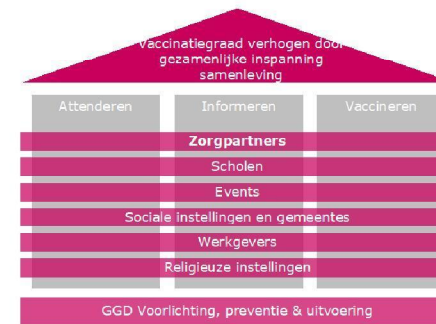 Vaccinatiegraad verhogen door
gezamenlijke inspanning
samenleving
Attenderen Informeren Vaccineren
Zorgpartners
Scholen
Events
Sociale instellingen en gemeentes
Werkgevers
Religieuze instellingen
GGD Voorlichting, preventie & uitvoering